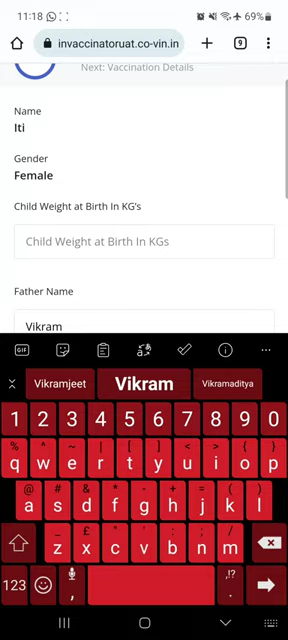 11:18
69%
invaccinatoruat.co-vin.in
9
Next: Vaccination Details
Name
Iti
Gender
Female
Child Weight at Birth In KG's
Child Weight at Birth In KGs
Father Name
Vikram
GIF
Vikramjeet Vikram Vikramaditya
1 2 3 4 5 6 7 8 9 0
% ^ ~ | [ ] < > { }
q w e r t y u i o p
@ # & * - + = ( )
a s d f g h j k l
_ £ " ' : ; /
z x c v b n m
123 , ,!? .